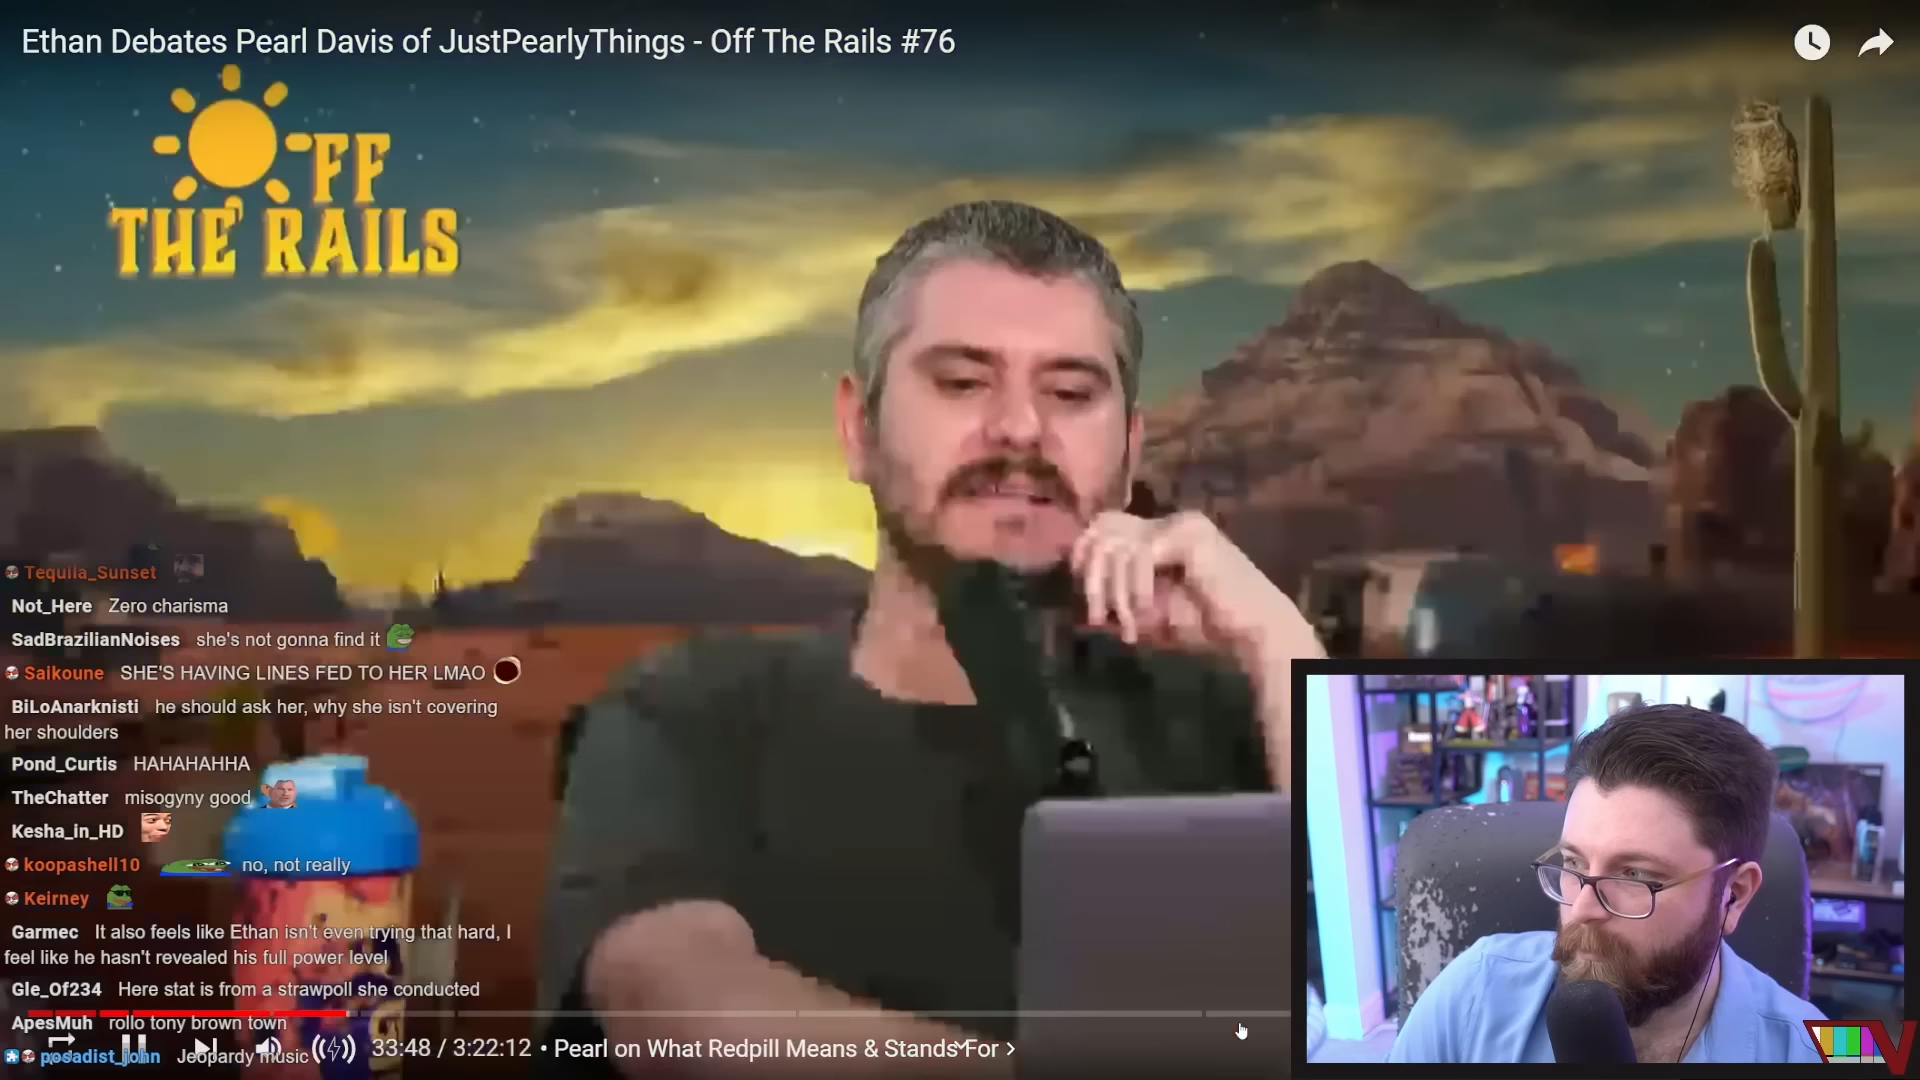 Ethan Debates Pearl Davis of JustPearlyThings - Off The Rails #76
OFF
THE RAILS
Tequila_Sunset
Not_Here Zero charisma
SadBrazilianNoises she's not gonna find it
Saikoune SHE'S HAVING LINES FED TO HER LMAO
BiLoAnarknisti he should ask her, why she isn't covering
her shoulders
Pond_Curtis HAHAHAHHA
TheChatter misogyny good
Kesha_in_HD
koopashell10 no, not really
Keirney
Garmec It also feels like Ethan isn't even trying that hard, I
feel like he hasn't revealed his full power level
Gle_Of234 Here stat is from a strawpoll she conducted
ApesMuh rollo tony brown town
posadist_john Jeopardy music
33:48 / 3:22:12 • Pearl on What Redpill Means & Stands For >